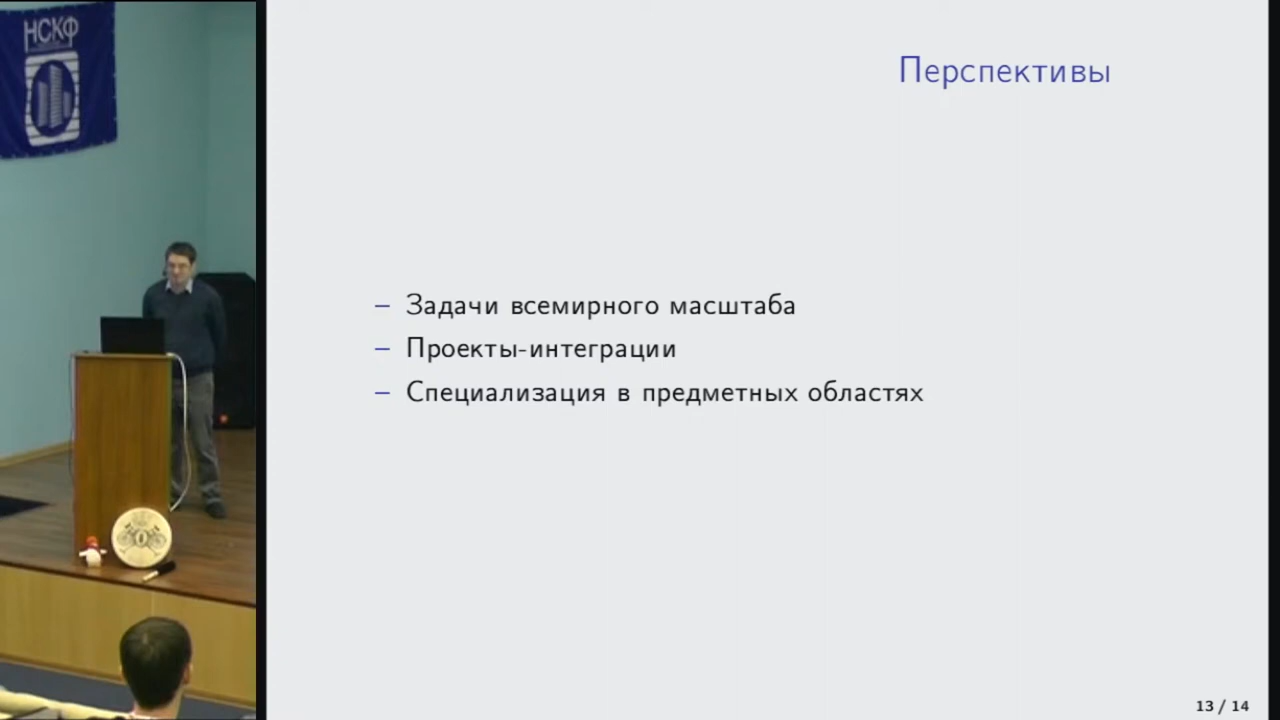 НСКФ
Перспективы
– Задачи всемирного масштаба
– Проекты-интеграции
– Специализация в предметных областях
13 / 14